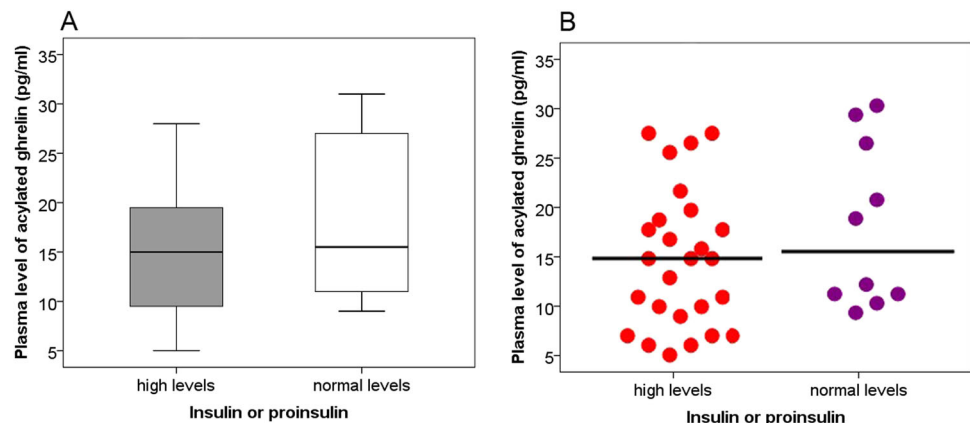 A
Plasma level of acylated ghrelin (pg/ml)
35
30
25
20
15
10
5
high levels
normal levels
Insulin or proinsulin
B
Plasma level of acylated ghrelin (pg/ml)
35
30
25
20
15
10
5
high levels
normal levels
Insulin or proinsulin